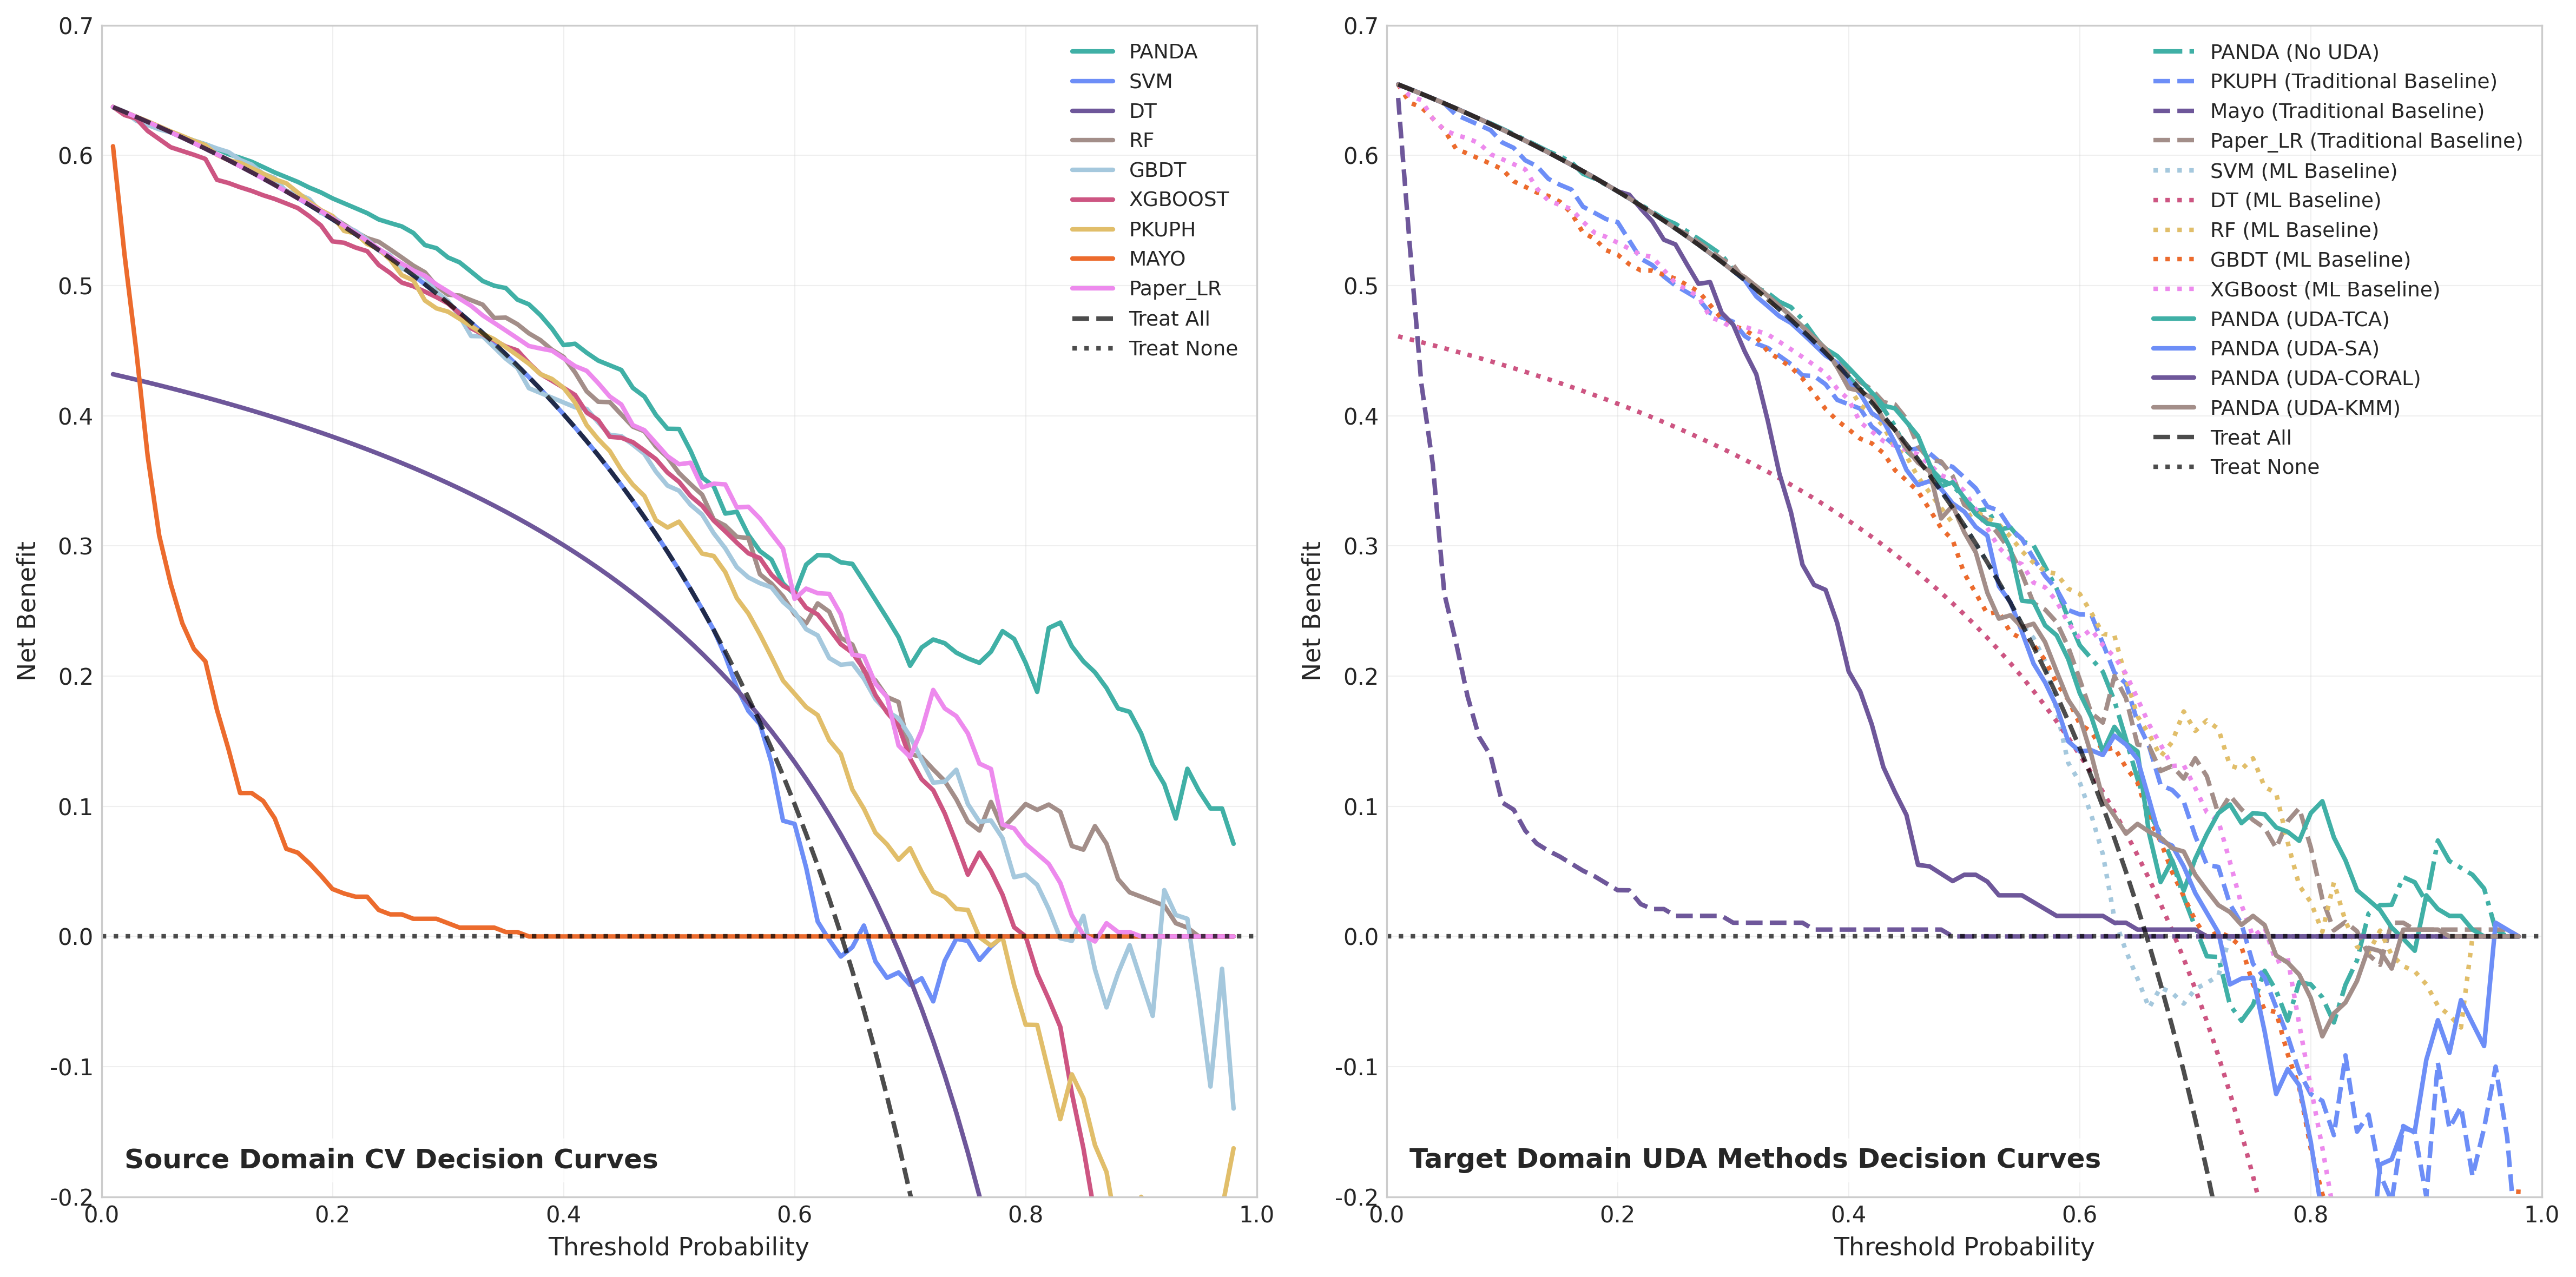 0.7
0.6
0.5
0.4
0.3
0.2
0.1
0.0
-0.1
-0.2
Net Benefit
PANDA
SVM
DT
RF
GBDT
XGBOOST
PKUPH
MAYO
Paper_LR
Treat All
Treat None
Source Domain CV Decision Curves
0.0 0.2 0.4 0.6 0.8 1.0
Threshold Probability
0.7
0.6
0.5
0.4
0.3
0.2
0.1
0.0
-0.1
-0.2
Net Benefit
PANDA (No UDA)
PKUPH (Traditional Baseline)
Mayo (Traditional Baseline)
Paper_LR (Traditional Baseline)
SVM (ML Baseline)
DT (ML Baseline)
RF (ML Baseline)
GBDT (ML Baseline)
XGBoost (ML Baseline)
PANDA (UDA-TCA)
PANDA (UDA-SA)
PANDA (UDA-CORAL)
PANDA (UDA-KMM)
Treat All
Treat None
Target Domain UDA Methods Decision Curves
0.0 0.2 0.4 0.6 0.8 1.0
Threshold Probability